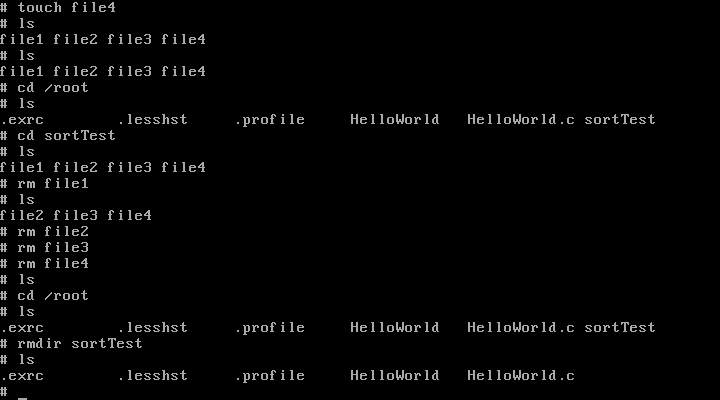 # touch file4
# ls
file1 file2 file3 file4
# ls
file1 file2 file3 file4
# cd /root
# ls
.exrc .lesshst .profile HelloWorld HelloWorld.c sortTest
# cd sortTest
# ls
file1 file2 file3 file4
# rm file1
# ls
file2 file3 file4
# rm file2
# rm file3
# rm file4
# ls
# cd /root
# ls
.exrc .lesshst .profile HelloWorld HelloWorld.c sortTest
# rmdir sortTest
# ls
.exrc .lesshst .profile HelloWorld HelloWorld.c
# _